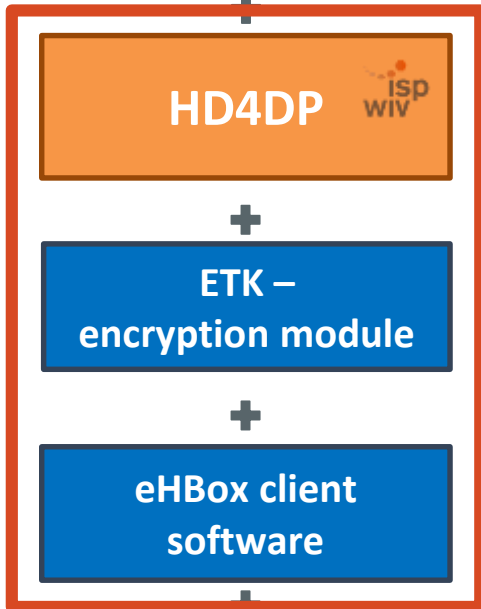 HD4DP
isp
WIV
ETK –
encryption module
eHBox client
software